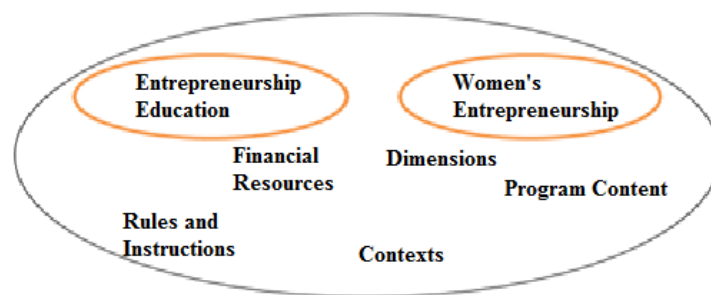 Entrepreneurship
Education
Women's
Entrepreneurship
Financial
Resources
Dimensions
Program Content
Rules and
Instructions
Contexts